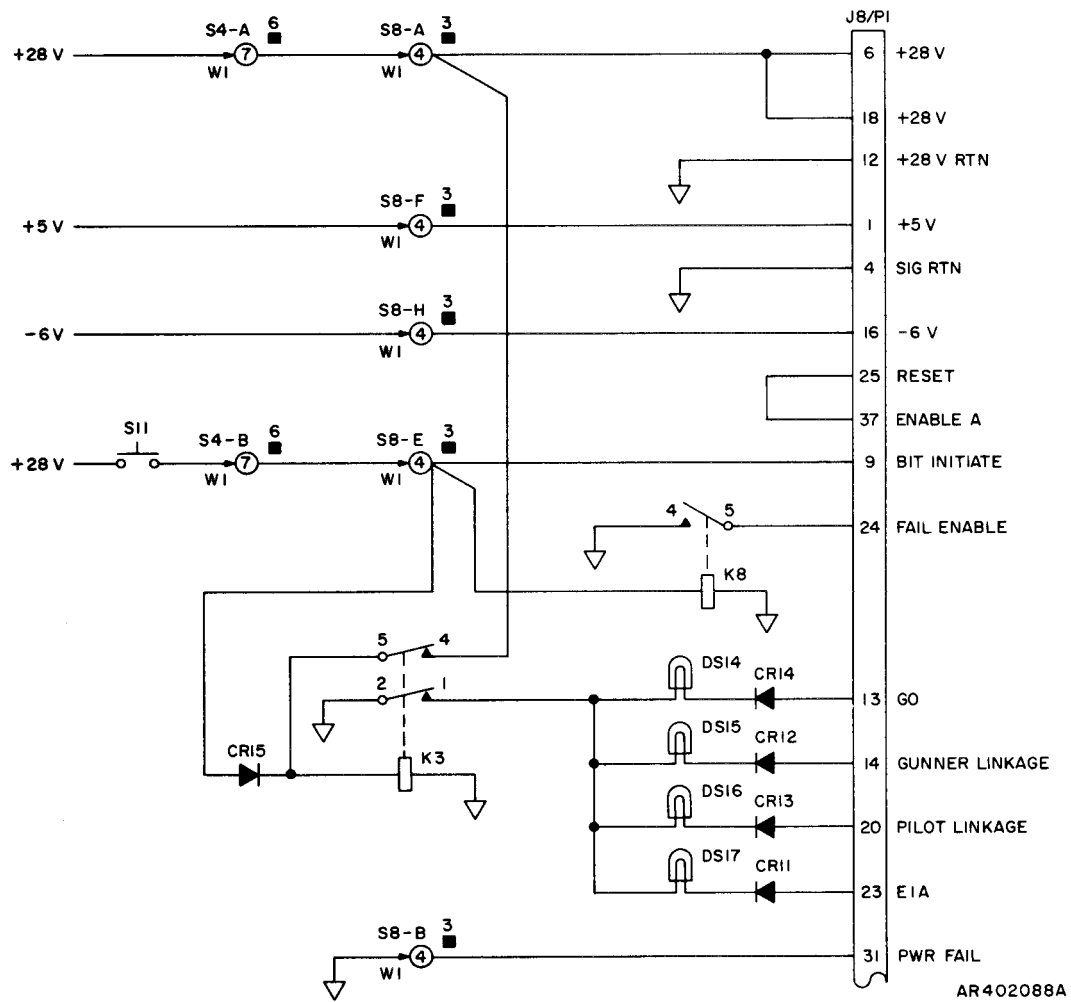 J8/P1
S4-A 6
S8-A 3
+28 V
7
4
W1
W1
6 +28 V
18 +28 V
12 +28 V RTN
S8-F 3
+5 V
4
W1
1 +5 V
4 SIG RTN
S8-H 3
-6 V
4
W1
16 -6 V
25 RESET
37 ENABLE A
S11
S4-B 6
S8-E 3
+28 V
7
4
W1
W1
9 BIT INITIATE
4 5
24 FAIL ENABLE
K8
5 4
2 1
DS14
CR14
13 GO
CR15
K3
DS15
CR12
14 GUNNER LINKAGE
DS16
CR13
20 PILOT LINKAGE
DS17
CR11
23 EIA
S8-B 3
4
W1
31 PWR FAIL
AR402088A